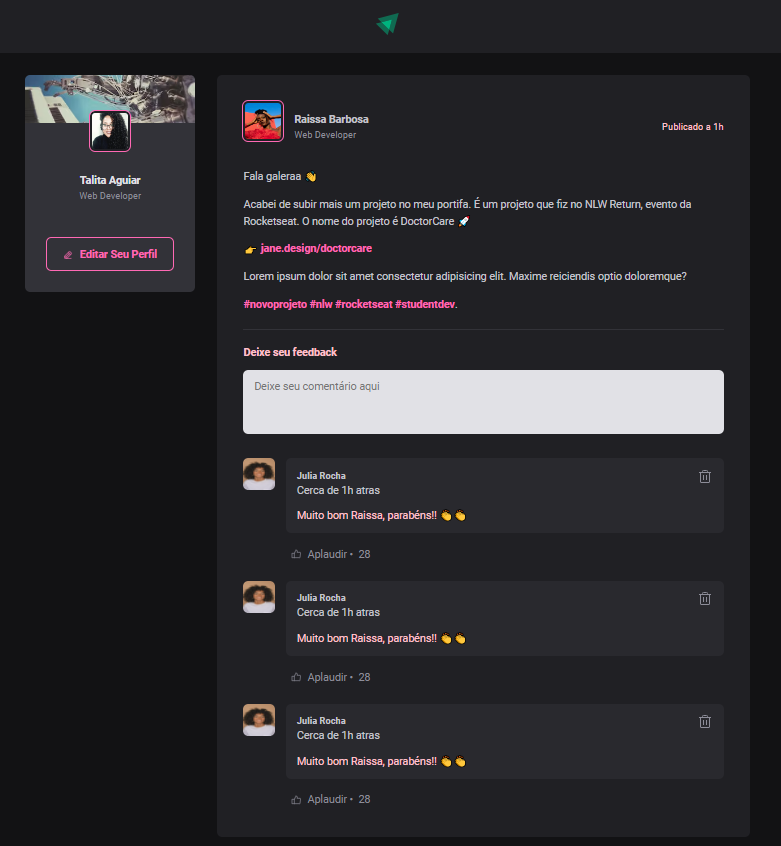 Talita Aguiar
Web Developer
Editar Seu Perfil
Raissa Barbosa
Web Developer
Publicado a 1h
Fala galeraa 👋
Acabei de subir mais um projeto no meu portifa. É um projeto que fiz no NLW Return, evento da
Rocketseat. O nome do projeto é DoctorCare 🚀
👉 jane.design/doctorcare
Lorem ipsum dolor sit amet consectetur adipisicing elit. Maxime reiciendis optio doloremque?
#novoprojeto #nlw #rocketseat #studentdev.
Deixe seu feedback
Deixe seu comentário aqui
Julia Rocha
Cerca de 1h atras
Muito bom Raissa, parabéns!! 👏👏
Aplaudir • 28
Julia Rocha
Cerca de 1h atras
Muito bom Raissa, parabéns!! 👏👏
Aplaudir • 28
Julia Rocha
Cerca de 1h atras
Muito bom Raissa, parabéns!! 👏👏
Aplaudir • 28